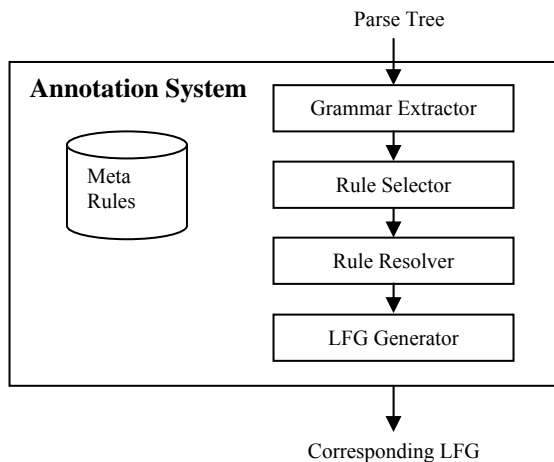 Parse Tree
Annotation System
Grammar Extractor
Meta
Rules
Rule Selector
Rule Resolver
LFG Generator
Corresponding LFG